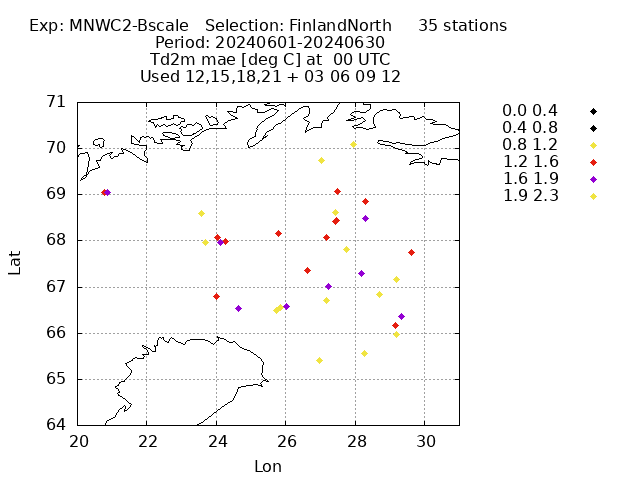 Exp: MNWC2-Bscale   Selection: FinlandNorth     35 stations
Period: 20240601-20240630
Td2m mae [deg C] at  00 UTC
Used 12,15,18,21 + 03 06 09 12
71
70
69
68
67
66
65
64
20 22 24 26 28 30
Lat
Lon
0.0 0.4
0.4 0.8
0.8 1.2
1.2 1.6
1.6 1.9
1.9 2.3